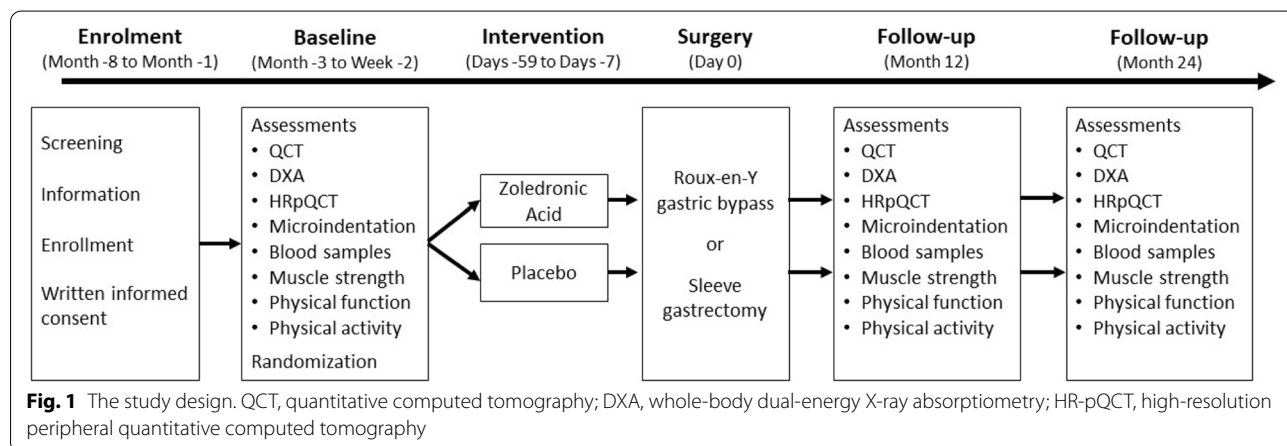 Enrolment
(Month -8 to Month -1)
Baseline
(Month -3 to Week -2)
Intervention
(Days -59 to Days -7)
Surgery
(Day 0)
Follow-up
(Month 12)
Follow-up
(Month 24)
Screening
Information
Enrollment
Written informed
consent
Assessments
• QCT
• DXA
• HRpQCT
• Microindentation
• Blood samples
• Muscle strength
• Physical function
• Physical activity
Randomization
Zoledronic
Acid
Placebo
Roux-en-Y
gastric bypass
or
Sleeve
gastrectomy
Assessments
• QCT
• DXA
• HRpQCT
• Microindentation
• Blood samples
• Muscle strength
• Physical function
• Physical activity
Assessments
• QCT
• DXA
• HRpQCT
• Microindentation
• Blood samples
• Muscle strength
• Physical function
• Physical activity
Fig. 1 The study design. QCT, quantitative computed tomography; DXA, whole-body dual-energy X-ray absorptiometry; HR-pQCT, high-resolution
peripheral quantitative computed tomography